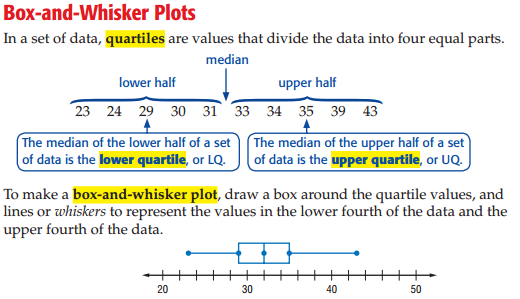 Box-and-Whisker Plots
In a set of data, quartiles are values that divide the data into four equal parts.
median
lower half upper half
23 24 29 30 31 33 34 35 39 43
The median of the lower half of a set
of data is the lower quartile, or LQ.
The median of the upper half of a set
of data is the upper quartile, or UQ.
To make a box-and-whisker plot, draw a box around the quartile values, and
lines or whiskers to represent the values in the lower fourth of the data and the
upper fourth of the data.
20 30 40 50